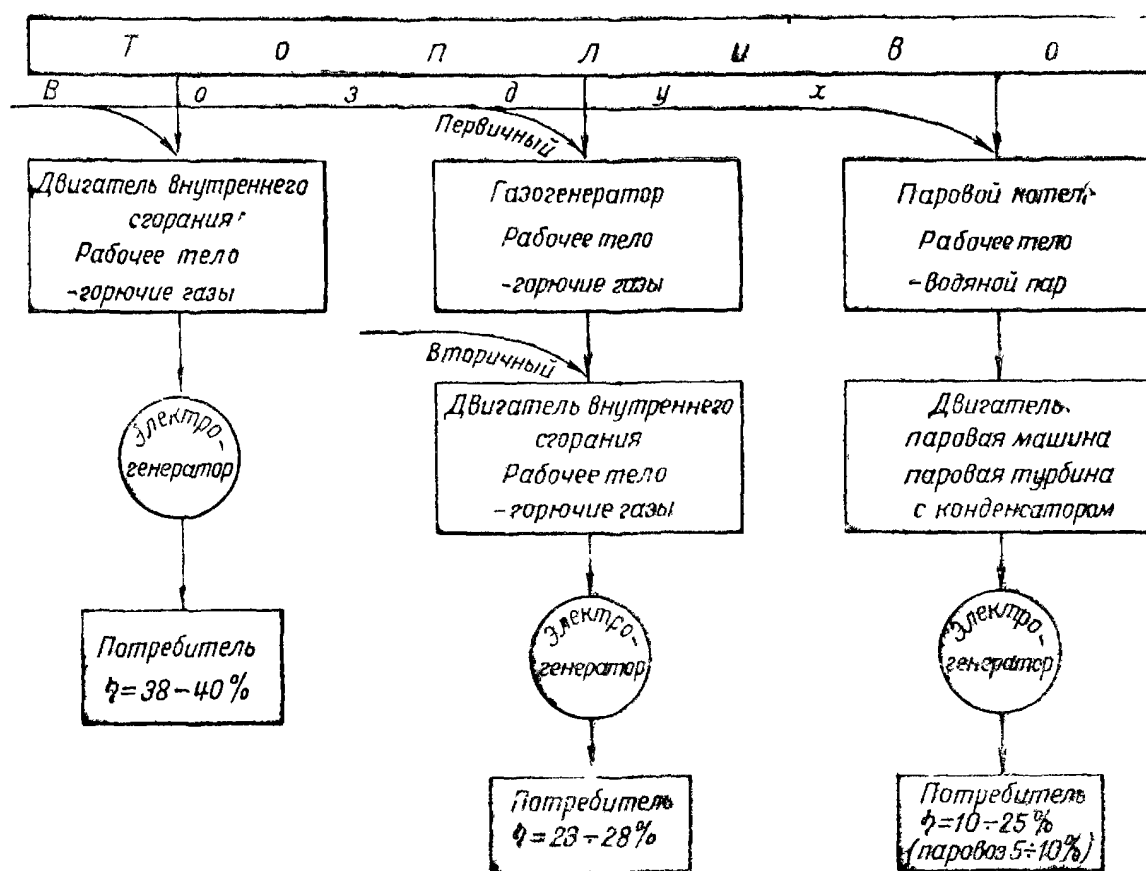 Топливо
Воздух
Первичный
Двигатель внутреннего
сгорания
Рабочее тело
-горючие газы
Электро-
генератор
Потребитель
η=38-40%
Газогенератор
Рабочее тело
-горючие газы
Вторичный
Двигатель внутреннего
сгорания
Рабочее тело
-горючие газы
Электро-
генератор
Потребитель
η=23÷28%
Паровой котел
Рабочее тело
-водяной пар
Двигатель
паровая машина
паровая турбина
с конденсатором
Электро-
генератор
Потребитель
η=10÷25%
(паровоз 5÷10%)